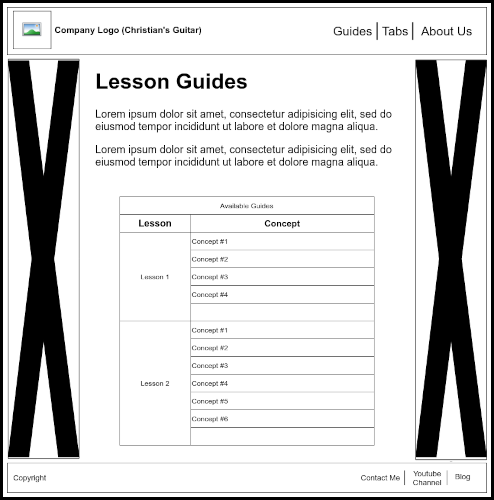 Company Logo (Christian's Guitar)
Guides
Tabs
About Us
Lesson Guides
Lorem ipsum dolor sit amet, consectetur adipisicing elit, sed do
eiusmod tempor incididunt ut labore et dolore magna aliqua.
Lorem ipsum dolor sit amet, consectetur adipisicing elit, sed do
eiusmod tempor incididunt ut labore et dolore magna aliqua.
Available Guides
Lesson
Concept
Lesson 1
Concept #1
Concept #2
Concept #3
Concept #4
Lesson 2
Concept #1
Concept #2
Concept #3
Concept #4
Concept #5
Concept #6
Copyright
Contact Me
Youtube
Channel
Blog